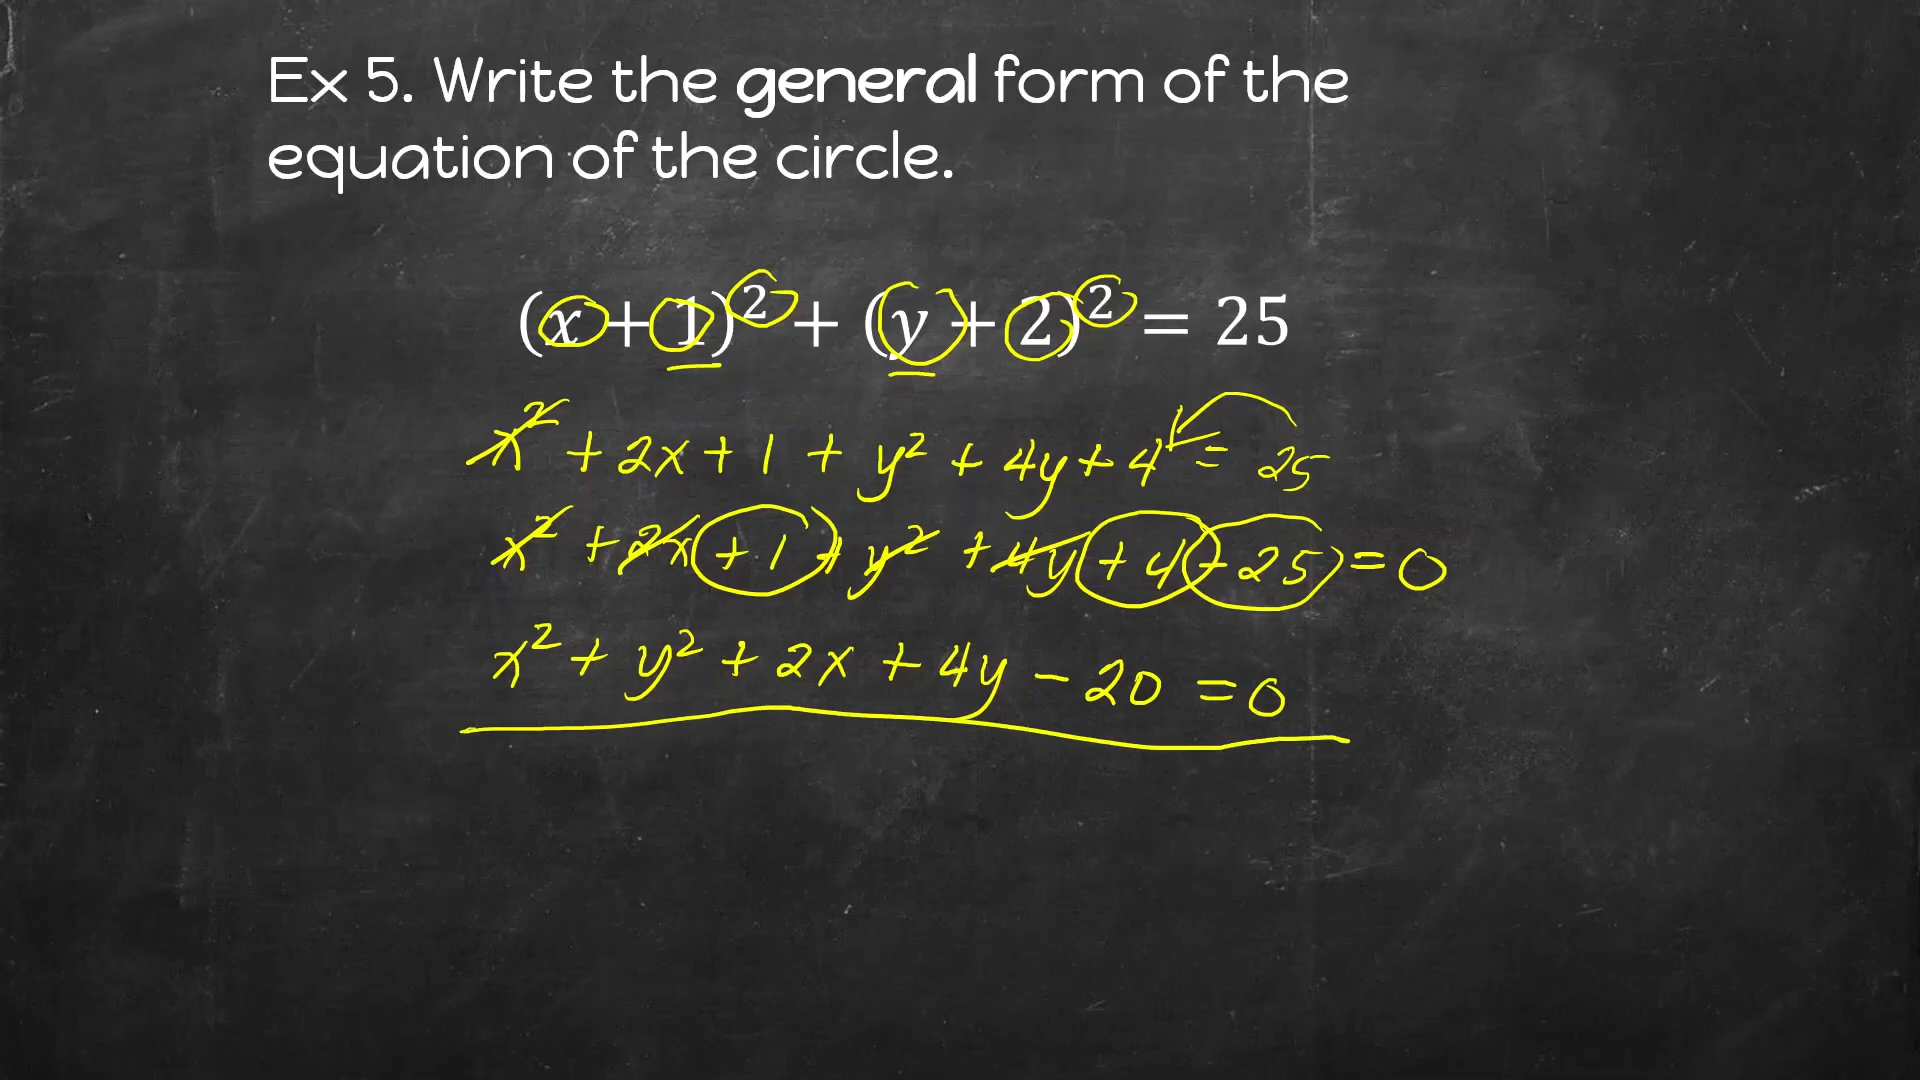 Ex 5. Write the general form of the
equation of the circle.
(x + 1)² + (y + 2)² = 25
x² + 2x + 1 + y² + 4y + 4 = 25
x² + 2x + 1 + y² + 4y + 4 - 25 = 0
x² + y² + 2x + 4y - 20 = 0